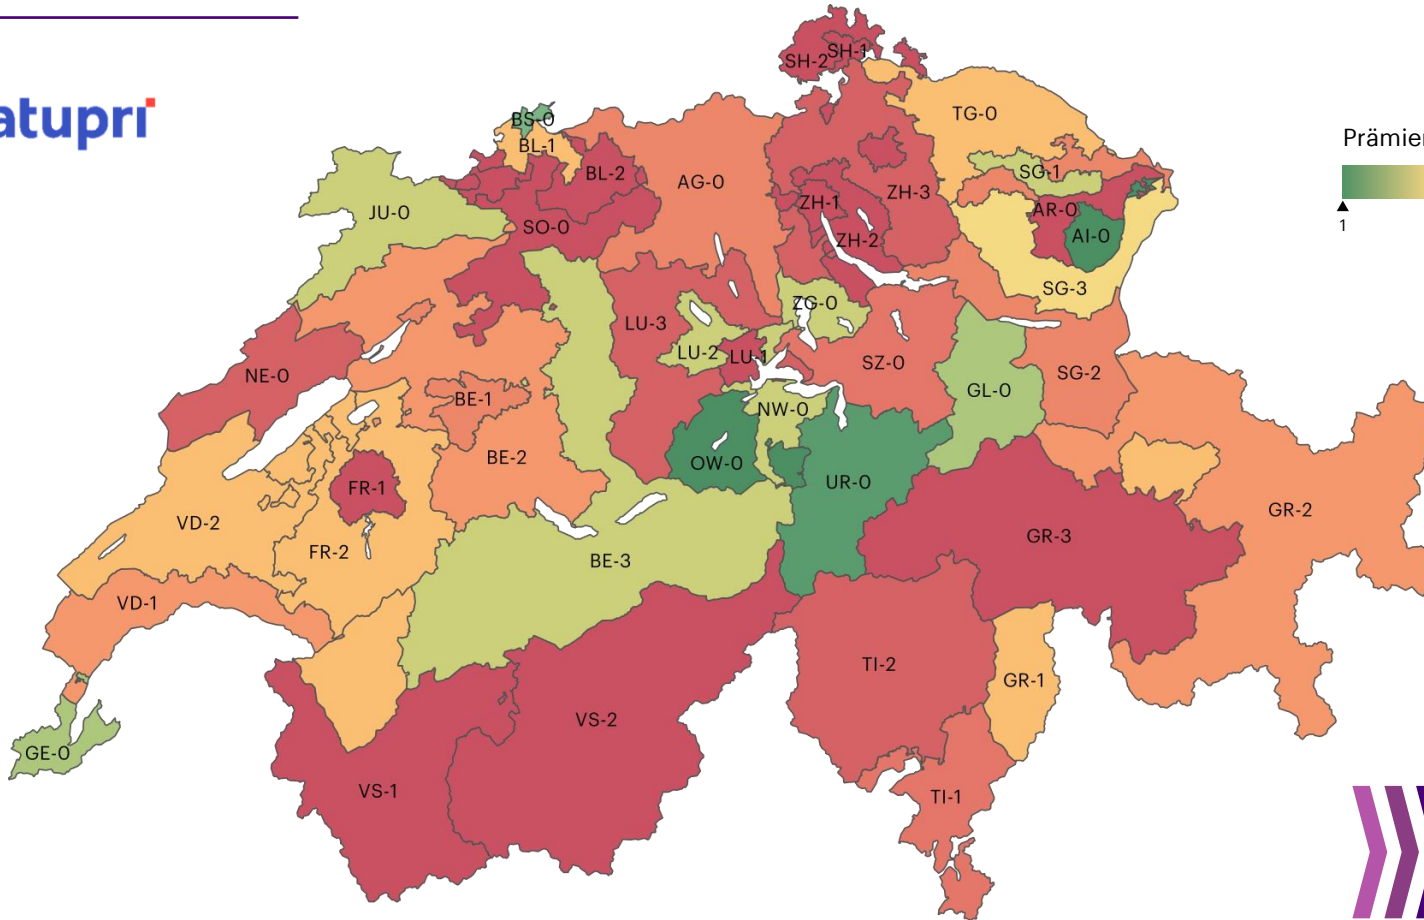 SH-1
SH-2
atupri
TG-0
BS-0
Prämier
BL-1
SG-1
BL-2
AG-0
ZH-3
ZH-1
JU-0
AR-0
1
SO-0
ZH-2
AI-0
SG-3
ZG-0
LU-3
LU-2
LU-1
SZ-0
NE-0
SG-2
GL-0
BE-1
NW-0
BE-2
OW-0
UR-0
FR-1
GR-2
VD-2
GR-3
FR-2
BE-3
VD-1
TI-2
GR-1
VS-2
GE-0
VS-1
TI-1